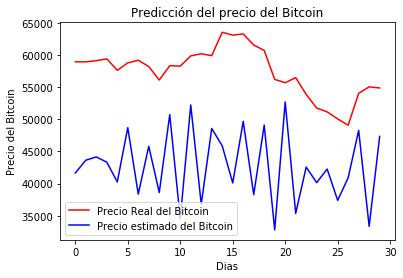 Predicción del precio del Bitcoin
Precio del Bitcoin
65000
60000
55000
50000
45000
40000
35000
Precio Real del Bitcoin
Precio estimado del Bitcoin
0
5
10
15
20
25
30
Dias